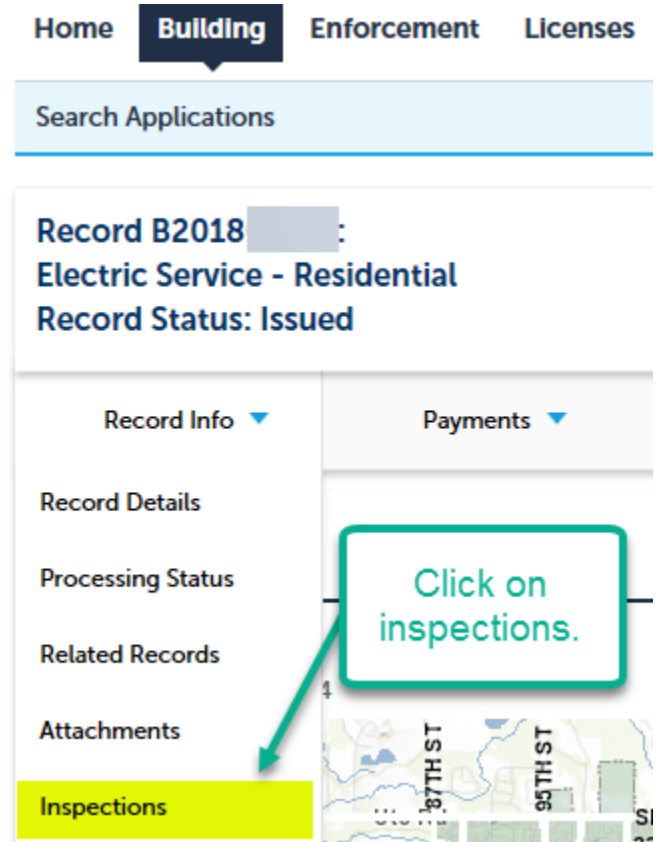 Home Building Enforcement Licenses
Search Applications
Record B2018 :
Electric Service - Residential
Record Status: Issued
Record Info Payments
Record Details
Processing Status
Related Records
Attachments
Inspections
Click on
inspections.
4
87TH ST
95TH ST